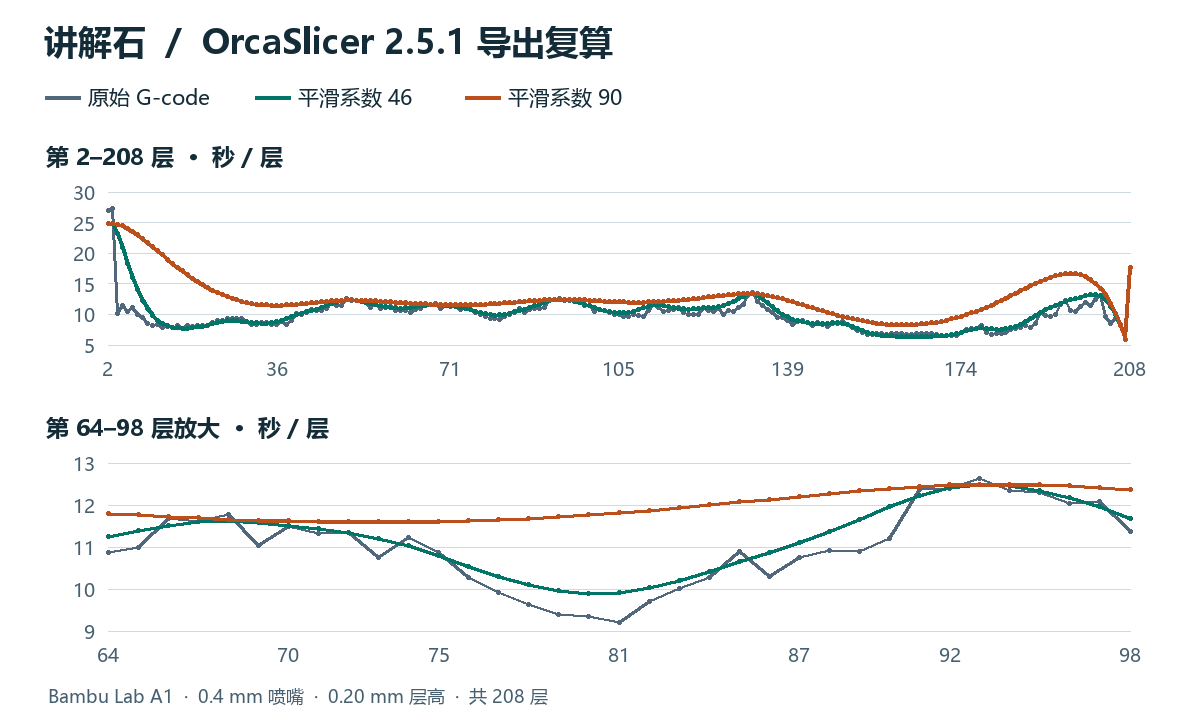 讲解石 / OrcaSlicer 2.5.1 导出复算
原始 G-code 平滑系数 46 平滑系数 90
第 2–208 层 · 秒 / 层
30
25
20
15
10
5
2 36 71 105 139 174 208
第 64–98 层放大 · 秒 / 层
13
12
11
10
9
64 70 75 81 87 92 98
Bambu Lab A1 · 0.4 mm 喷嘴 · 0.20 mm 层高 · 共 208 层